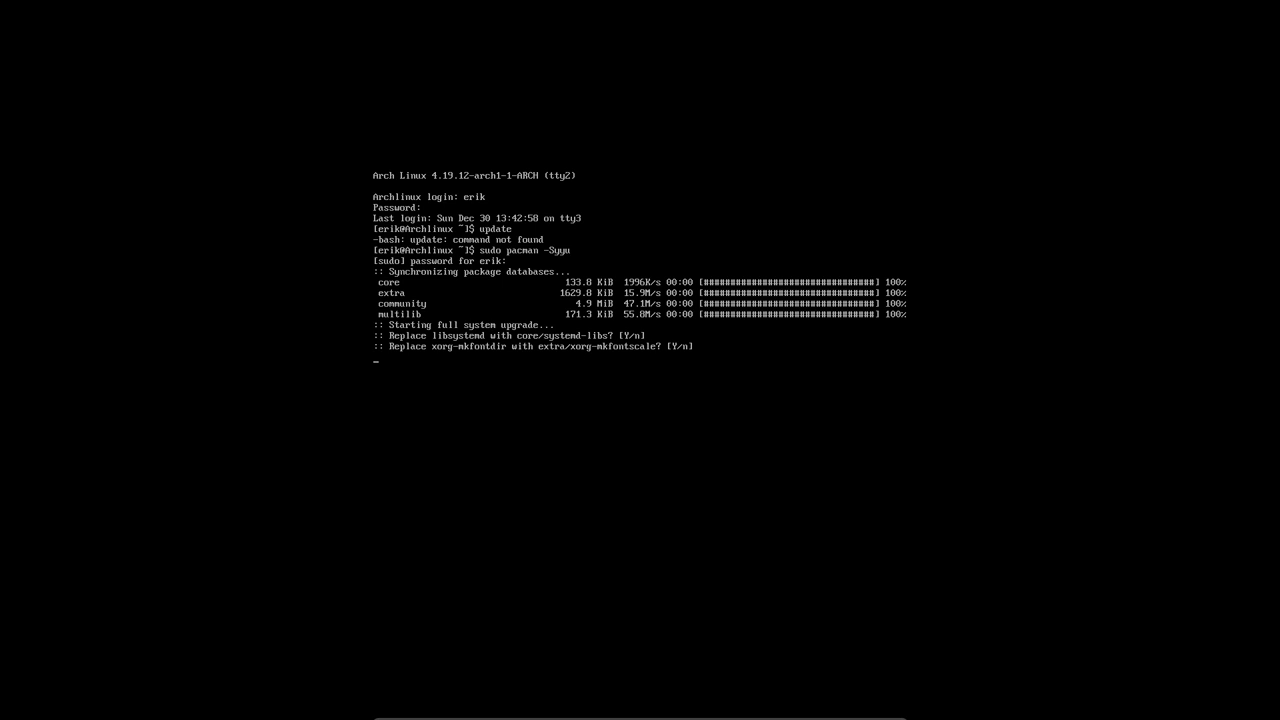 Arch Linux 4.19.12-arch1-1-ARCH (tty2)
Archlinux login: erik
Password:
Last login: Sun Dec 30 13:42:58 on tty3
[erik@Archlinux ~]$ update
-bash: update: command not found
[erik@Archlinux ~]$ sudo pacman -Syyu
[sudo] password for erik:
:: Synchronizing package databases...
core 133.8 KiB 1996K/s 00:00 [################################] 100%
extra 1629.8 KiB 15.9M/s 00:00 [################################] 100%
community 4.9 MiB 47.1M/s 00:00 [################################] 100%
multilib 171.3 KiB 55.8M/s 00:00 [################################] 100%
:: Starting full system upgrade...
:: Replace libsystemd with core/systemd-libs? [Y/n]
:: Replace xorg-mkfontdir with extra/xorg-mkfontscale? [Y/n]
_